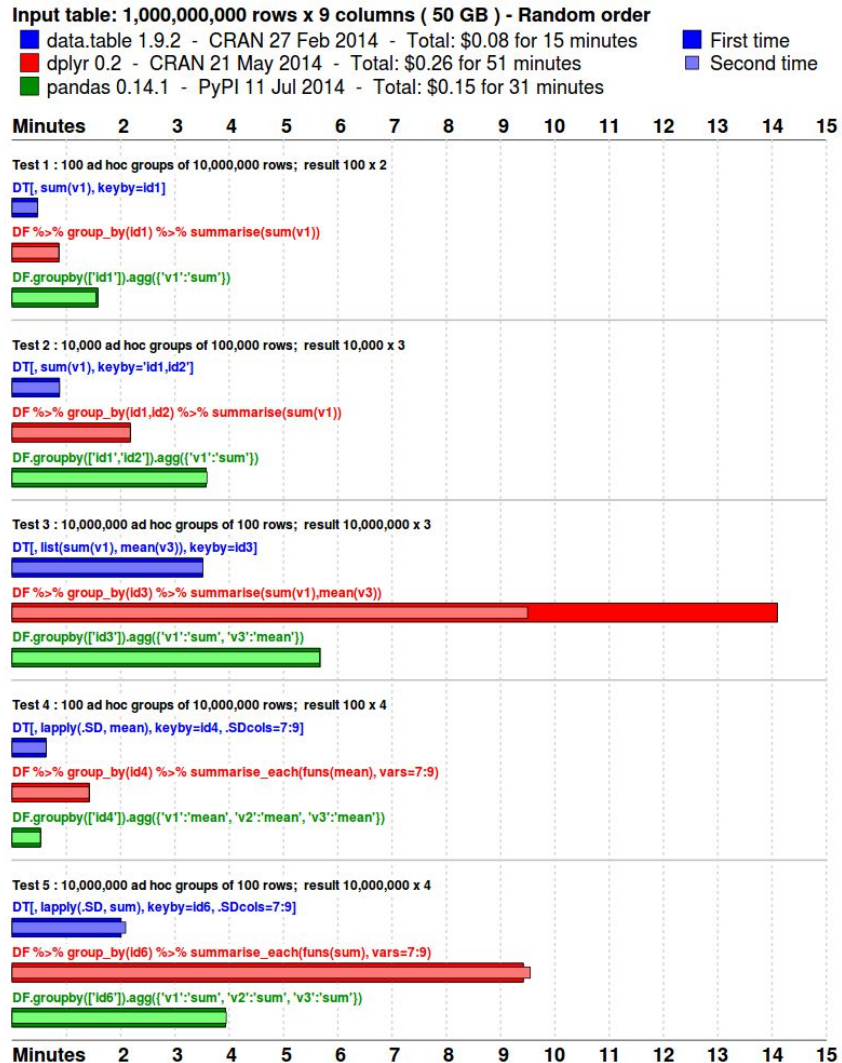 Input table: 1,000,000,000 rows x 9 columns ( 50 GB ) - Random order
data.table 1.9.2 - CRAN 27 Feb 2014 - Total: $0.08 for 15 minutes First time
dplyr 0.2 - CRAN 21 May 2014 - Total: $0.26 for 51 minutes Second time
pandas 0.14.1 - PyPI 11 Jul 2014 - Total: $0.15 for 31 minutes
Minutes 2 3 4 5 6 7 8 9 10 11 12 13 14 15
Test 1 : 100 ad hoc groups of 10,000,000 rows; result 100 x 2
DT[, sum(v1), keyby=id1]
DF %>% group_by(id1) %>% summarise(sum(v1))
DF.groupby(['id1']).agg({'v1':'sum'})
Test 2 : 10,000 ad hoc groups of 100,000 rows; result 10,000 x 3
DT[, sum(v1), keyby='id1,id2']
DF %>% group_by(id1,id2) %>% summarise(sum(v1))
DF.groupby(['id1','id2']).agg({'v1':'sum'})
Test 3 : 10,000,000 ad hoc groups of 100 rows; result 10,000,000 x 3
DT[, list(sum(v1), mean(v3)), keyby=id3]
DF %>% group_by(id3) %>% summarise(sum(v1),mean(v3))
DF.groupby(['id3']).agg({'v1':'sum', 'v3':'mean'})
Test 4 : 100 ad hoc groups of 10,000,000 rows; result 100 x 4
DT[, lapply(.SD, mean), keyby=id4, .SDcols=7:9]
DF %>% group_by(id4) %>% summarise_each(funs(mean), vars=7:9)
DF.groupby(['id4']).agg({'v1':'mean', 'v2':'mean', 'v3':'mean'})
Test 5 : 10,000,000 ad hoc groups of 100 rows; result 10,000,000 x 4
DT[, lapply(.SD, sum), keyby=id6, .SDcols=7:9]
DF %>% group_by(id6) %>% summarise_each(funs(sum), vars=7:9)
DF.groupby(['id6']).agg({'v1':'sum', 'v2':'sum', 'v3':'sum'})
Minutes 2 3 4 5 6 7 8 9 10 11 12 13 14 15